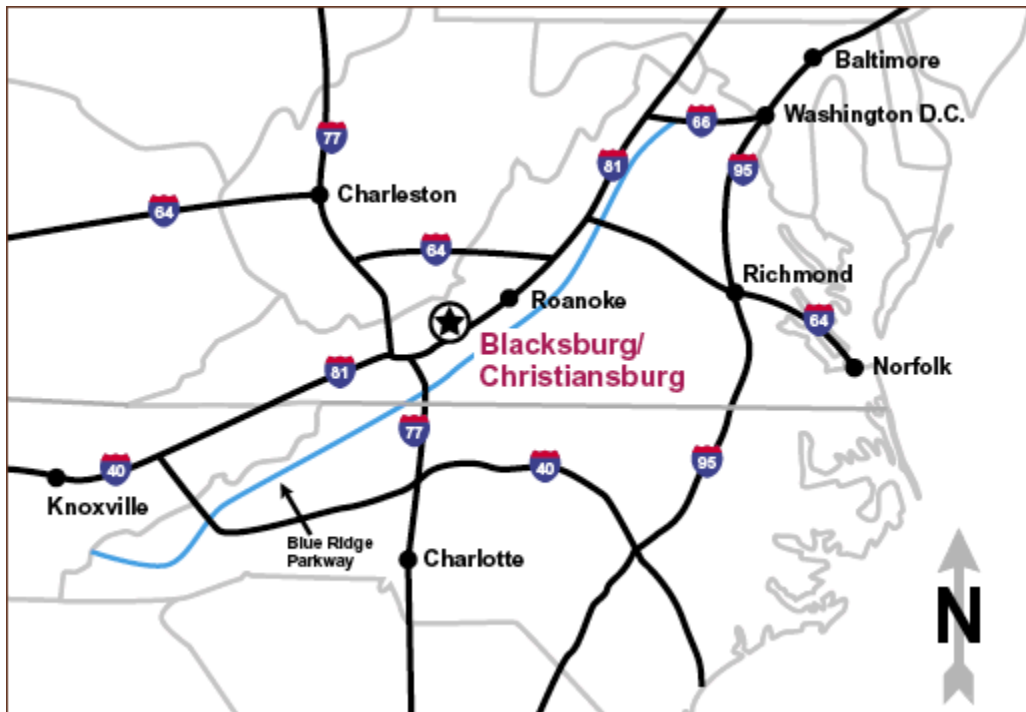 Baltimore
66
Washington D.C.
77
81
95
Charleston
64
64
Richmond
Roanoke
64
Blacksburg/
Christiansburg
Norfolk
81
77
95
40
40
Knoxville
Blue Ridge
Parkway
Charlotte
N